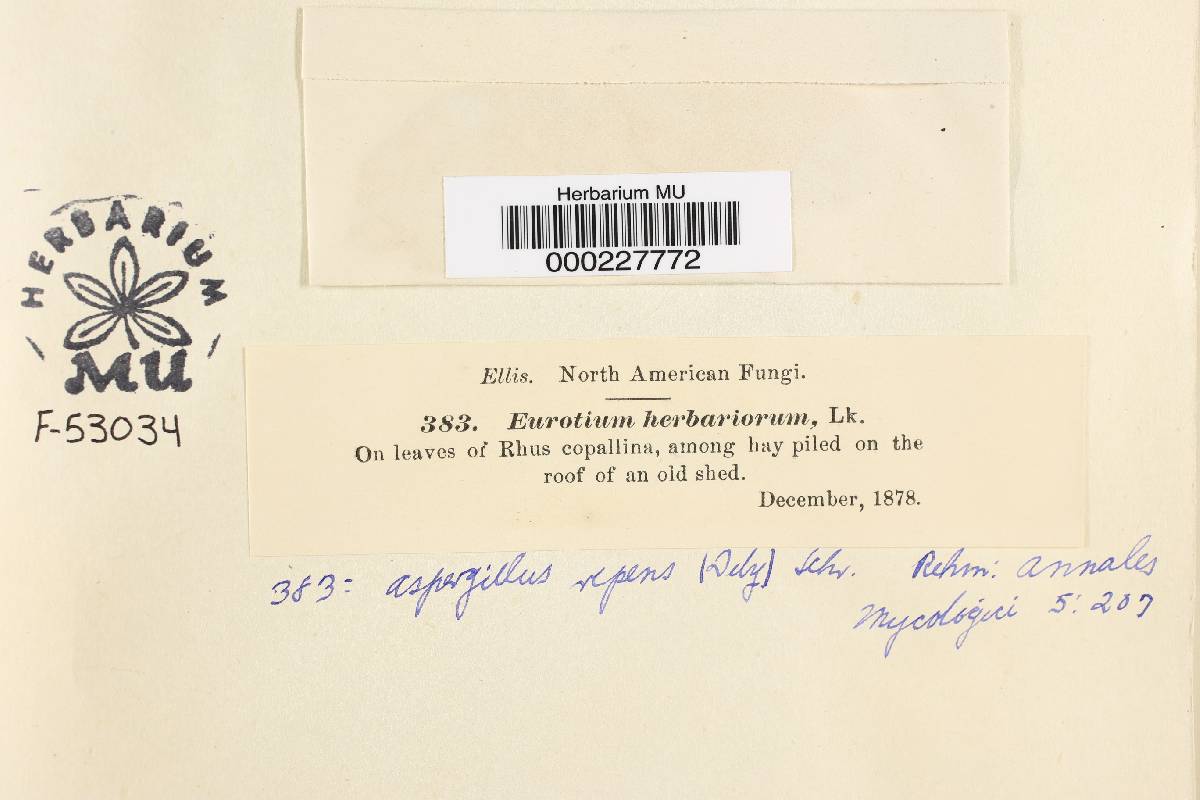 Herbarium MU
000227772
HERBARIUM
MU
F-53034
Ellis. North American Fungi.
383. Eurotium herbariorum, Lk.
On leaves of Rhus copallina, among hay piled on the
roof of an old shed.
December, 1878.
383= aspergillus repens (Deby) Schr. Rehm: Annales
Mycologici 5: 207